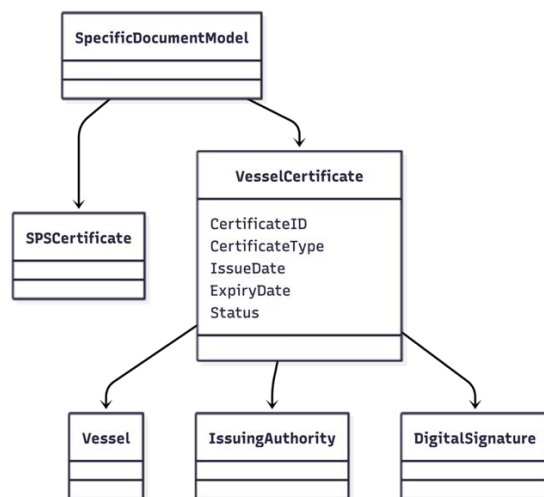 SpecificDocumentModel
SPSCertificate
VesselCertificate
CertificateID
CertificateType
IssueDate
ExpiryDate
Status
Vessel
IssuingAuthority
DigitalSignature